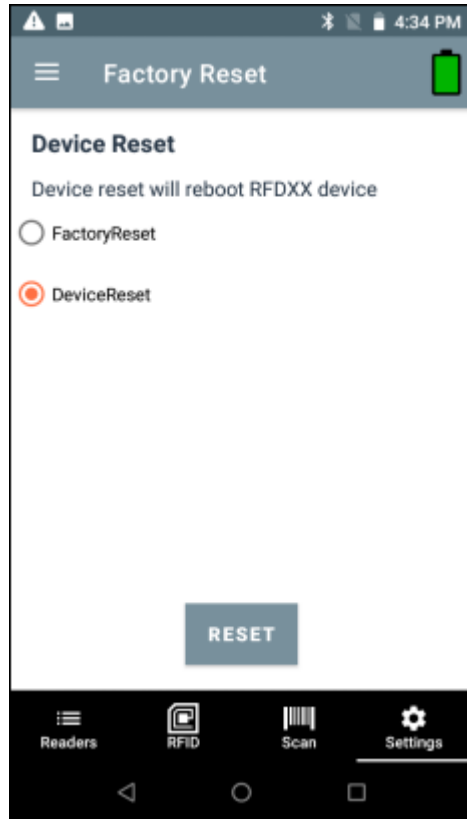 4:34 PM
Factory Reset
Device Reset
Device reset will reboot RFDXX device
FactoryReset
DeviceReset
RESET
Readers RFID Scan Settings